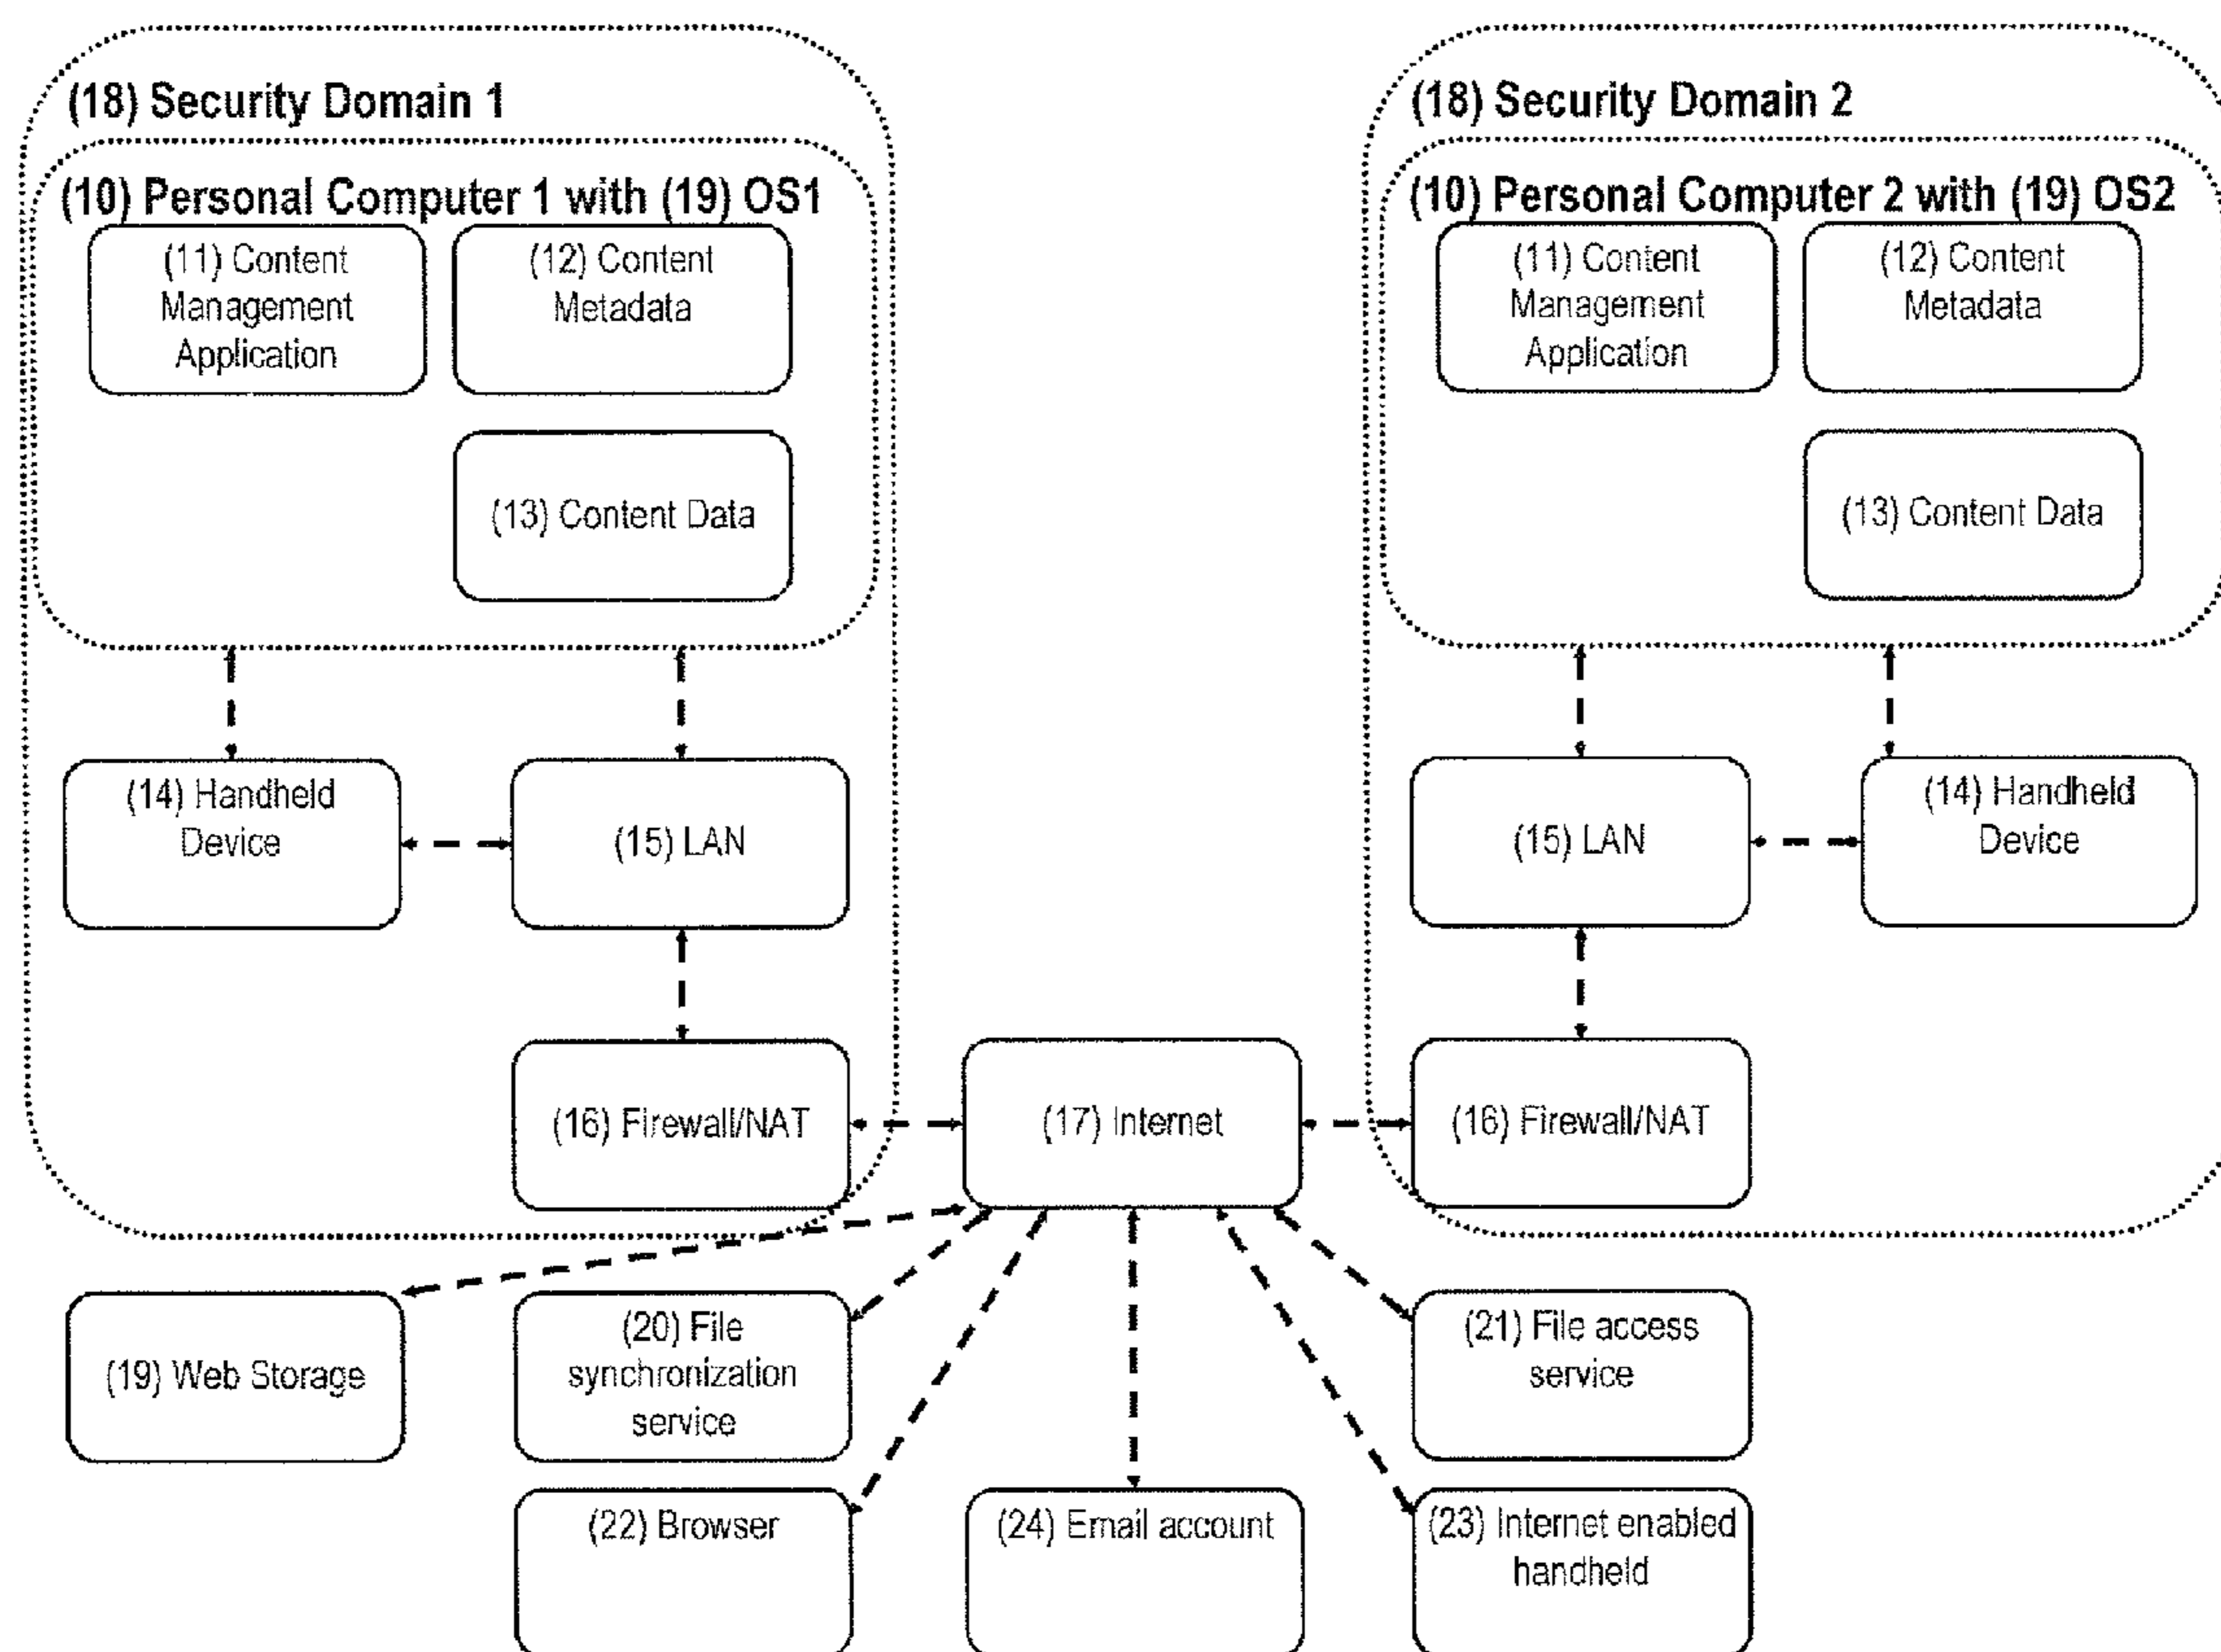 (18) Security Domain 1
(10) Personal Computer 1 with (19) OS1
(11) Content
Management
Application
(12) Content
Metadata
(13) Content Data
(14) Handheld
Device
(15) LAN
(16) Firewall/NAT
(18) Security Domain 2
(10) Personal Computer 2 with (19) OS2
(11) Content
Management
Application
(12) Content
Metadata
(13) Content Data
(15) LAN
(14) Handheld
Device
(16) Firewall/NAT
(17) Internet
(19) Web Storage
(20) File
synchronization
service
(21) File access
service
(22) Browser
(24) Email account
(23) Internet enabled
handheld